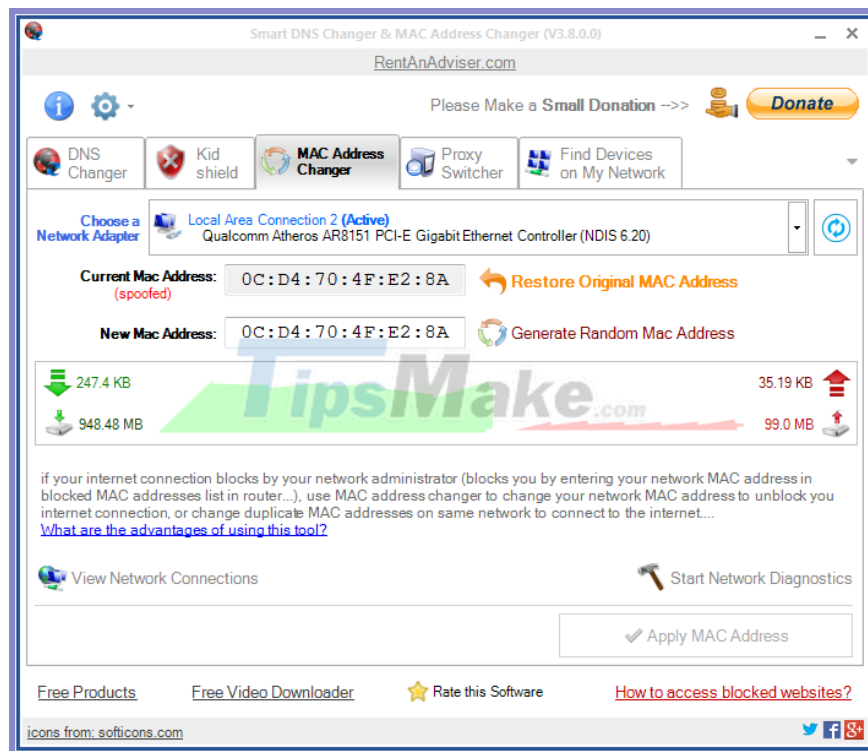 Smart DNS Changer & MAC Address Changer (V3.8.0.0)
RentAnAdviser.com
Please Make a Small Donation -->>
Donate
DNS
Changer
Kid
shield
MAC Address
Changer
Proxy
Switcher
Find Devices
on My Network
Choose a
Network Adapter
Local Area Connection 2 (Active)
Qualcomm Atheros AR8151 PCI-E Gigabit Ethernet Controller (NDIS 6.20)
Current Mac Address:
(spoofed)
0C:D4:70:4F:E2:8A
Restore Original MAC Address
New Mac Address:
0C:D4:70:4F:E2:8A
Generate Random Mac Address
247.4 KB
35.19 KB
TipsMake.com
948.48 MB
99.0 MB
if your internet connection blocks by your network administrator (blocks you by entering your network MAC address in
blocked MAC addresses list in router...), use MAC address changer to change your network MAC address to unblock you
internet connection, or change duplicate MAC addresses on same network to connect to the internet....
What are the advantages of using this tool?
View Network Connections
Start Network Diagnostics
Apply MAC Address
Free Products
Free Video Downloader
Rate this Software
How to access blocked websites?
icons from: softicons.com